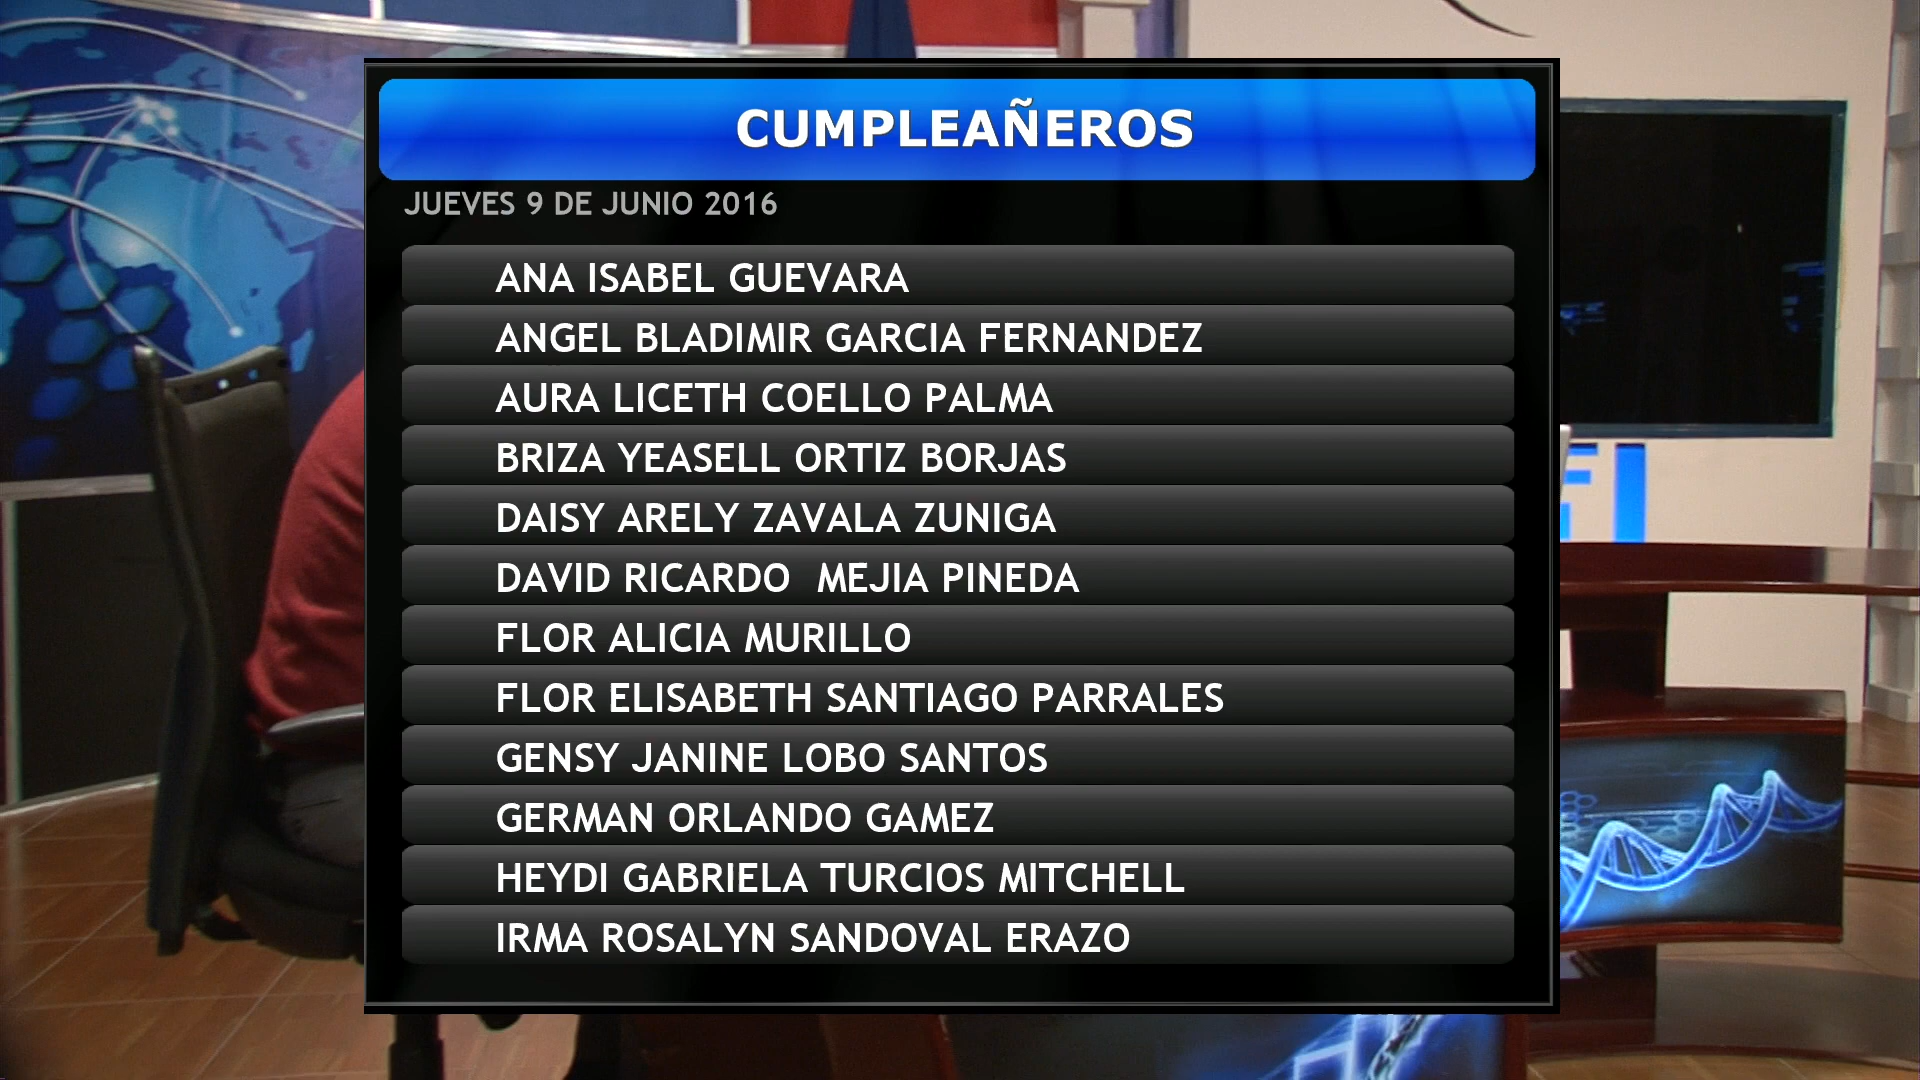 CUMPLEAÑEROS
JUEVES 9 DE JUNIO 2016
ANA ISABEL GUEVARA
ANGEL BLADIMIR GARCIA FERNANDEZ
AURA LICETH COELLO PALMA
BRIZA YEASELL ORTIZ BORJAS
DAISY ARELY ZAVALA ZUNIGA
DAVID RICARDO  MEJIA PINEDA
FLOR ALICIA MURILLO
FLOR ELISABETH SANTIAGO PARRALES
GENSY JANINE LOBO SANTOS
GERMAN ORLANDO GAMEZ
HEYDI GABRIELA TURCIOS MITCHELL
IRMA ROSALYN SANDOVAL ERAZO